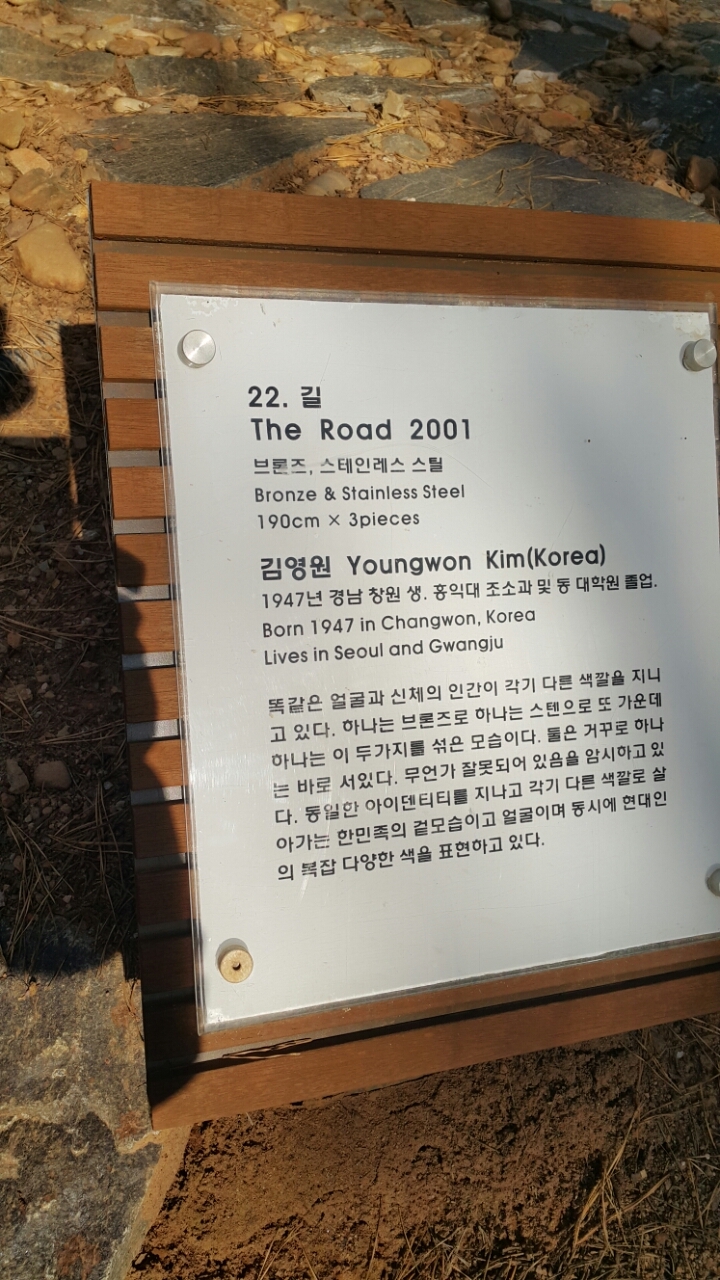 22. 길
The Road 2001
브론즈, 스테인레스 스틸
Bronze & Stainless Steel
190cm × 3pieces
김영원 Youngwon Kim(Korea)
1947년 경남 창원 생. 홍익대 조소과 및 동 대학원 졸업.
Born 1947 in Changwon, Korea
Lives in Seoul and Gwangju
똑같은 얼굴과 신체의 인간이 각기 다른 색깔을 지니
고 있다. 하나는 브론즈로 하나는 스텐으로 또 가운데
하나는 이 두가지를 섞은 모습이다. 둘은 거꾸로 하나
는 바로 서있다. 무언가 잘못되어 있음을 암시하고 있
다. 동일한 아이덴티티를 지나고 각기 다른 색깔로 살
아가는 한민족의 겉모습이고 얼굴이며 동시에 현대인
의 복잡 다양한 색을 표현하고 있다.